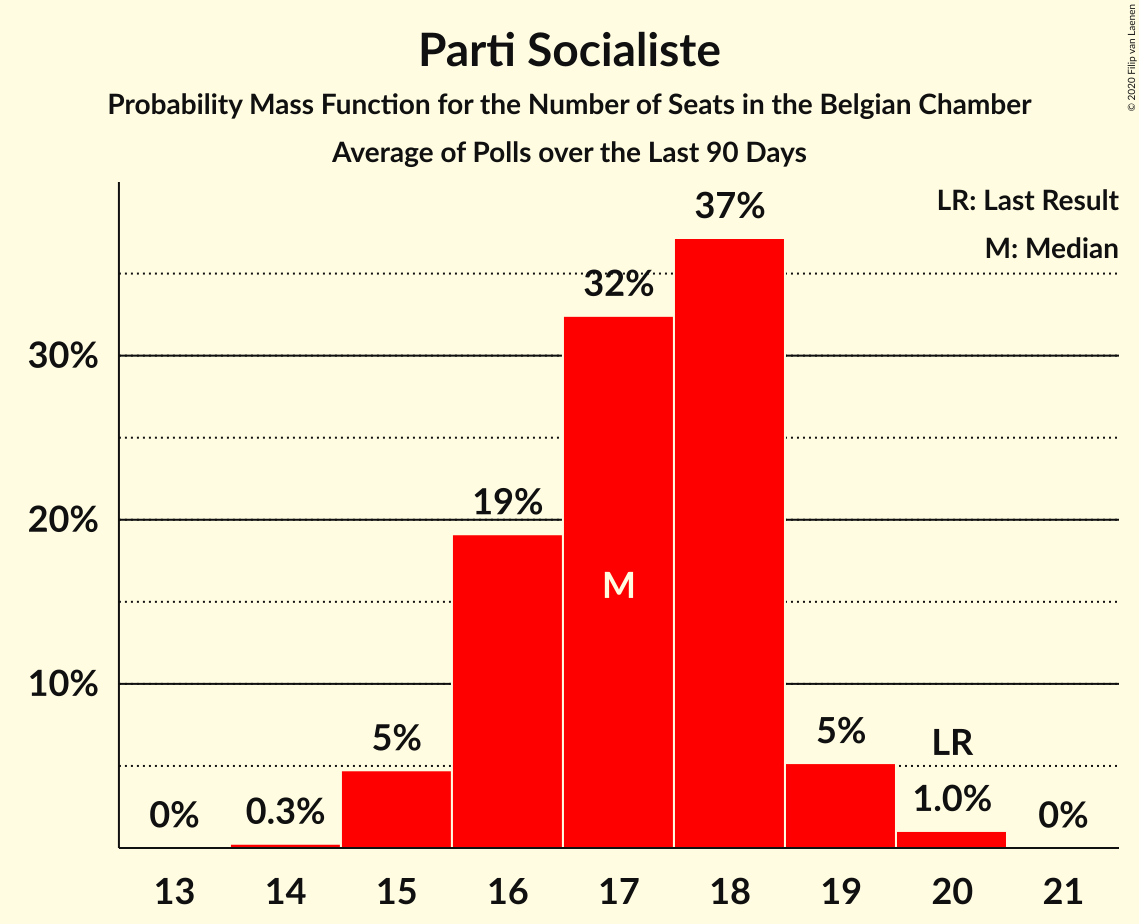 Parti Socialiste
Probability Mass Function for the Number of Seats in the Belgian Chamber
Average of Polls over the Last 90 Days
© 2020 Filip van Laenen
LR: Last Result
M: Median
37%
32%
30%
19%
20%
M
10%
5%
5%
LR
0%
0.3%
1.0%
0%
13 14 15 16 17 18 19 20 21